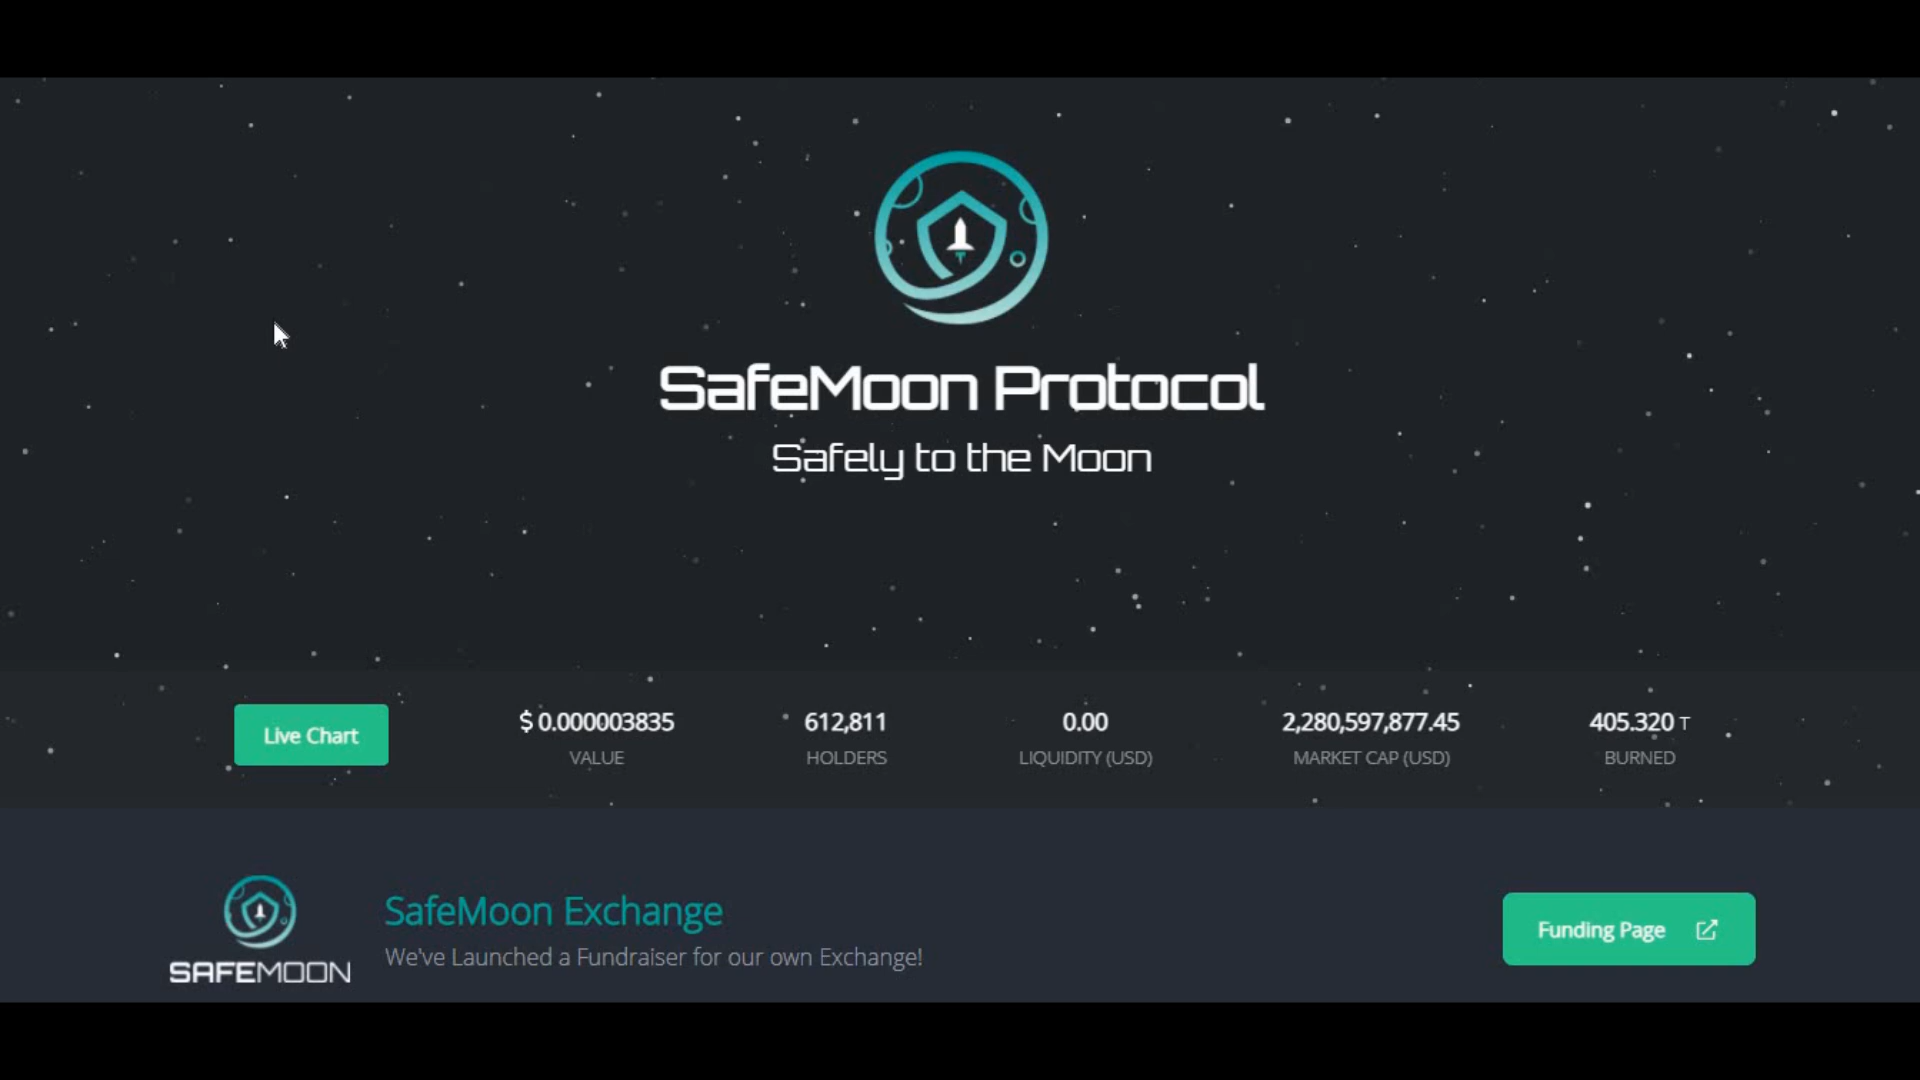 SafeMoon Protocol
Safely to the Moon
Live Chart
$ 0.000003835
VALUE
612,811
HOLDERS
0.00
LIQUIDITY (USD)
2,280,597,877.45
MARKET CAP (USD)
405.320 T
BURNED
SAFEMOON
SafeMoon Exchange
We've Launched a Fundraiser for our own Exchange!
Funding Page